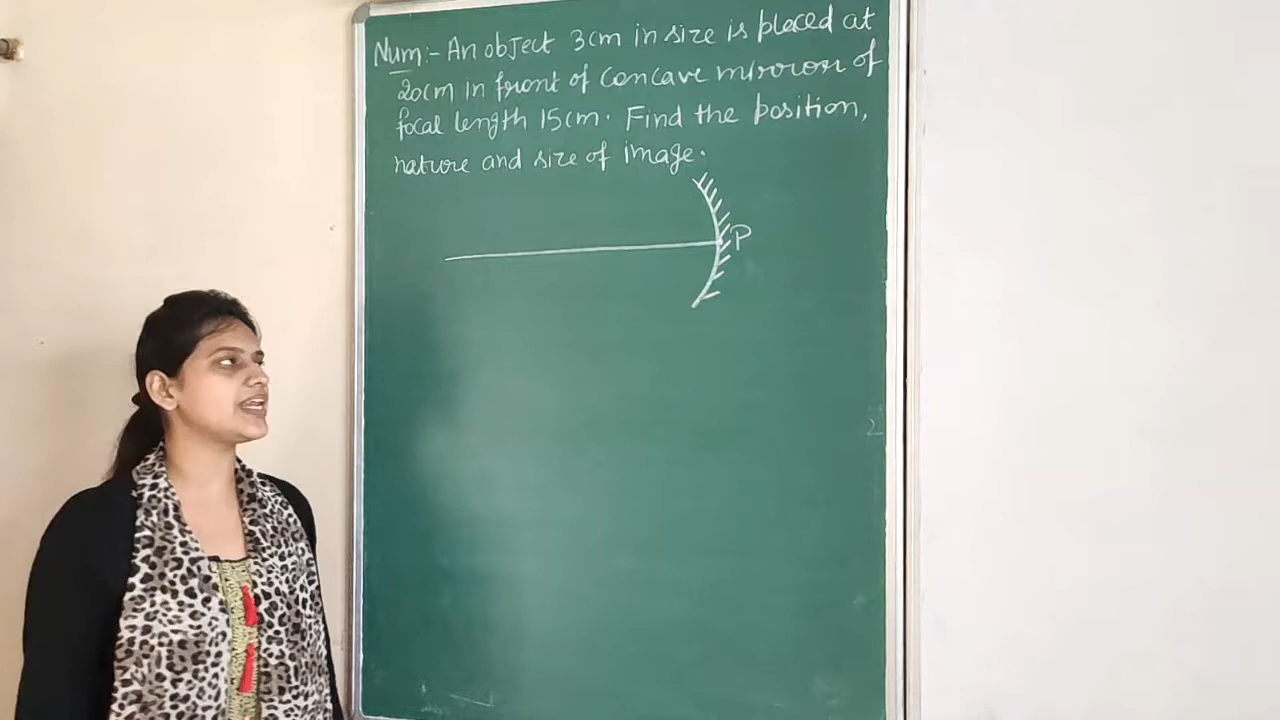 Num:- An object 3cm in size is placed at
20cm in front of concave mirror of
focal length 15cm. Find the position,
nature and size of image.
P
2